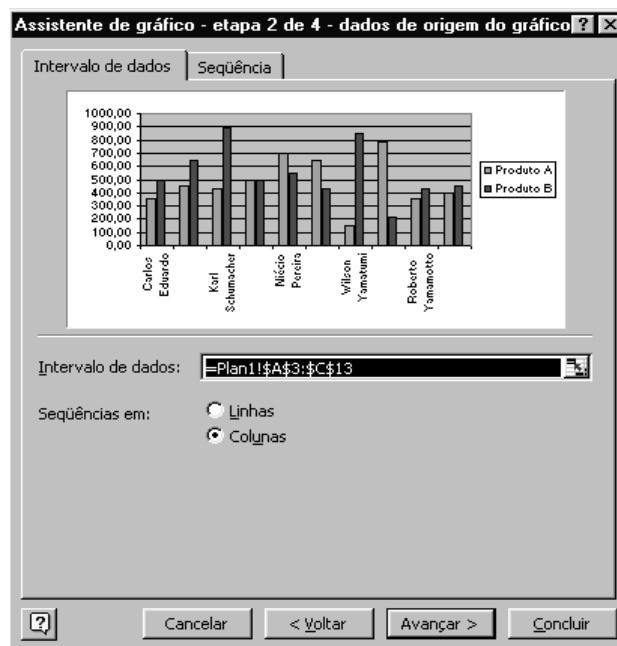 Assistente de gráfico - etapa 2 de 4 - dados de origem do gráfico
Intervalo de dados
Seqüência
1000,00
900,00
800,00
700,00
600,00
500,00
400,00
300,00
200,00
100,00
0,00
Produto A
Produto B
Carlos
Eduardo
Karl
Schumacher
Niécio
Pereira
Wilson
Yamatumi
Roberto
Yamamotto
Intervalo de dados:
=Plan1!$A$3:$C$13
Seqüências em:
Linhas
Colunas
Cancelar
< Voltar
Avançar >
Concluir